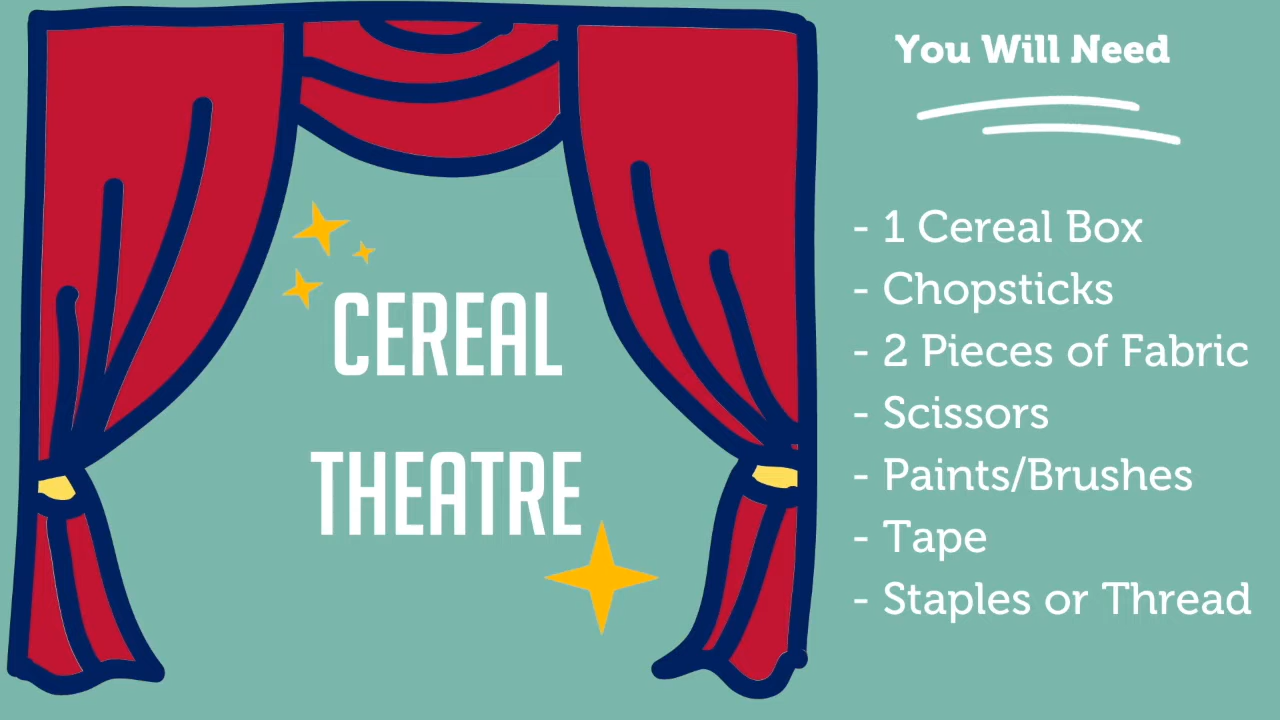 CEREAL
THEATRE
You Will Need
- 1 Cereal Box
- Chopsticks
- 2 Pieces of Fabric
- Scissors
- Paints/Brushes
- Tape
- Staples or Thread